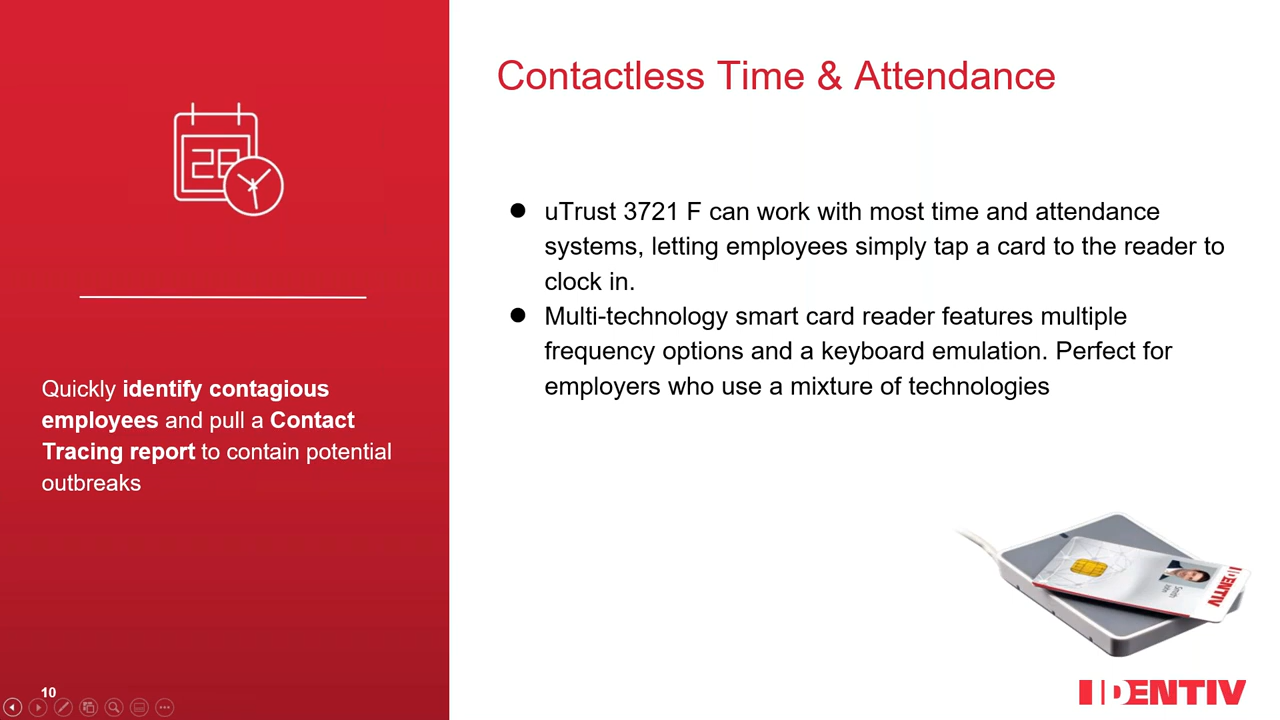 Contactless Time & Attendance
28
Quickly identify contagious
employees and pull a Contact
Tracing report to contain potential
outbreaks
● uTrust 3721 F can work with most time and attendance
systems, letting employees simply tap a card to the reader to
clock in.
● Multi-technology smart card reader features multiple
frequency options and a keyboard emulation. Perfect for
employers who use a mixture of technologies
IDENTIV
10
IDENTIV